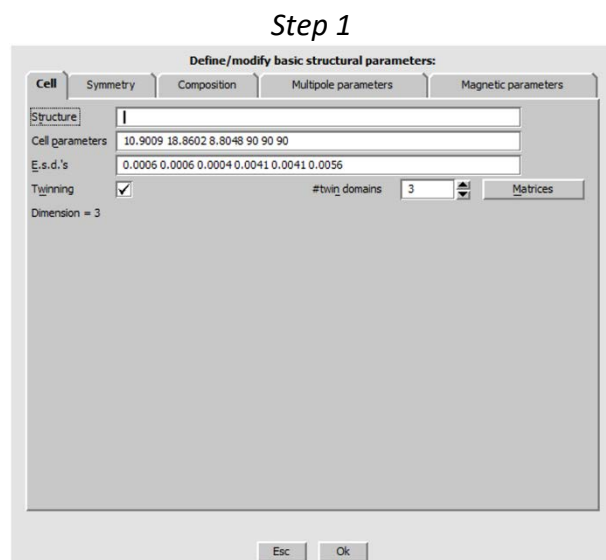 Step 1
Define/modify basic structural parameters:
Cell Symmetry Composition Multipole parameters Magnetic parameters
Structure
Cell parameters 10.9009 18.8602 8.8048 90 90 90
E.s.d.'s 0.0006 0.0006 0.0004 0.0041 0.0041 0.0056
Twinning #twin domains 3 Matrices
Dimension = 3
Esc Ok